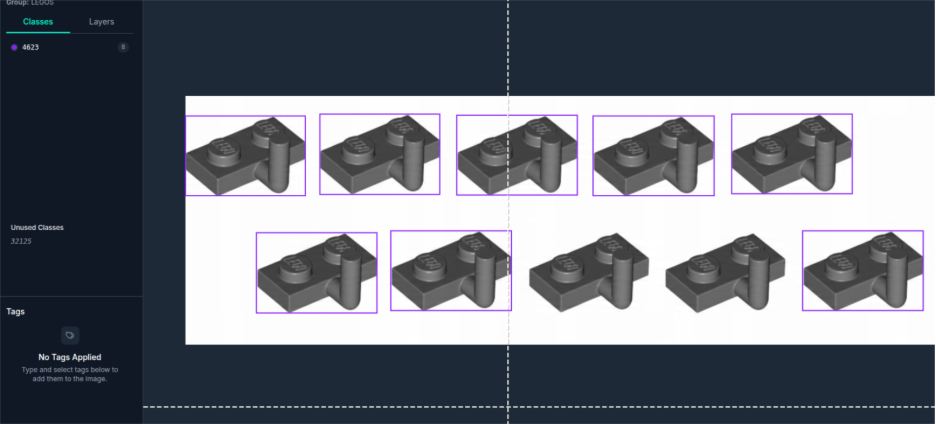 Group: LEGOS
Classes Layers
4623 8
Unused Classes
32125
Tags
No Tags Applied
Type and select tags below to
add them to the image.